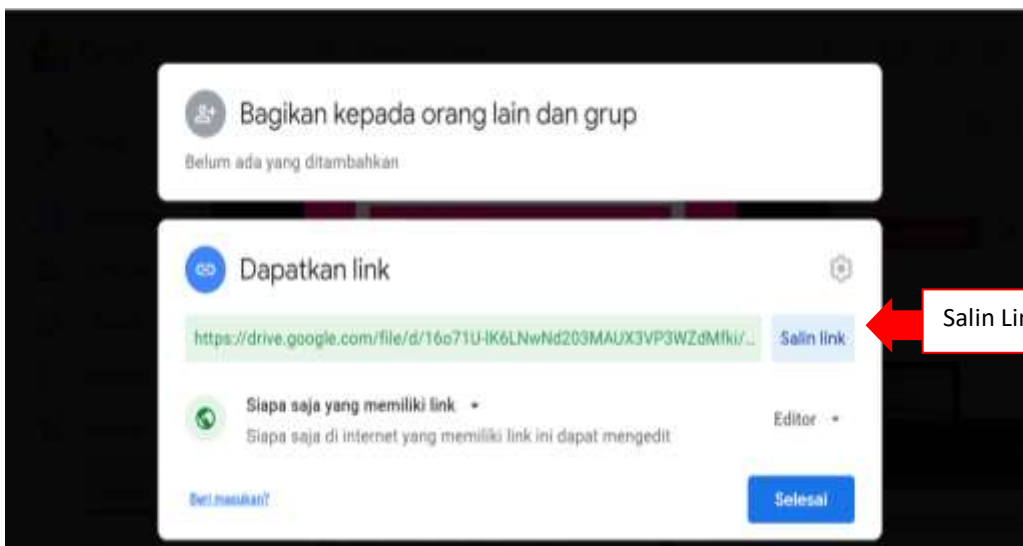 Bagikan kepada orang lain dan grup
Belum ada yang ditambahkan
Dapatkan link
https://drive.google.com/file/d/16o71U-lK6LNwNd203MAUX3VP3WZdMfki/...
Salin link
Salin Lin
Siapa saja yang memiliki link
Siapa saja di internet yang memiliki link ini dapat mengedit
Editor
Beri masukan?
Selesai